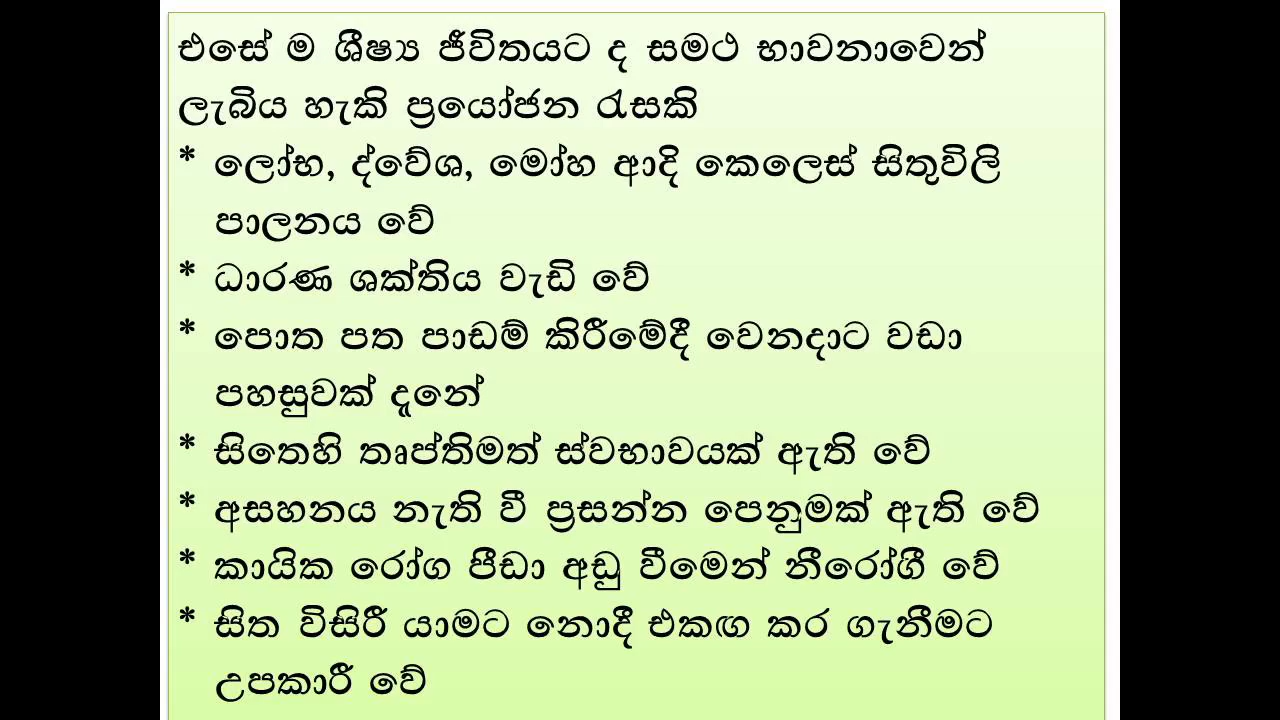 එසේ ම ශීෂ්‍ය ජීවිතයට ද සමථ භාවනාවෙන්
ලැබිය හැකි ප්‍රයෝජන රැසකි
* ලෝභ, ද්වේශ, මෝහ ආදි කෙලෙස් සිතුවිලි
පාලනය වේ
* ධාරණ ශක්තිය වැඩි වේ
* පොත පත පාඩම් කිරීමේදී වෙනදාට වඩා
පහසුවක් දැනේ
* සිතෙහි තෘප්තිමත් ස්වභාවයක් ඇති වේ
* අසහනය නැති වී ප්‍රසන්න පෙනුමක් ඇති වේ
* කායික රෝග පීඩා අඩු වීමෙන් නීරෝගී වේ
* සිත විසිරී යාමට නොදී එකඟ කර ගැනීමට
උපකාරී වේ